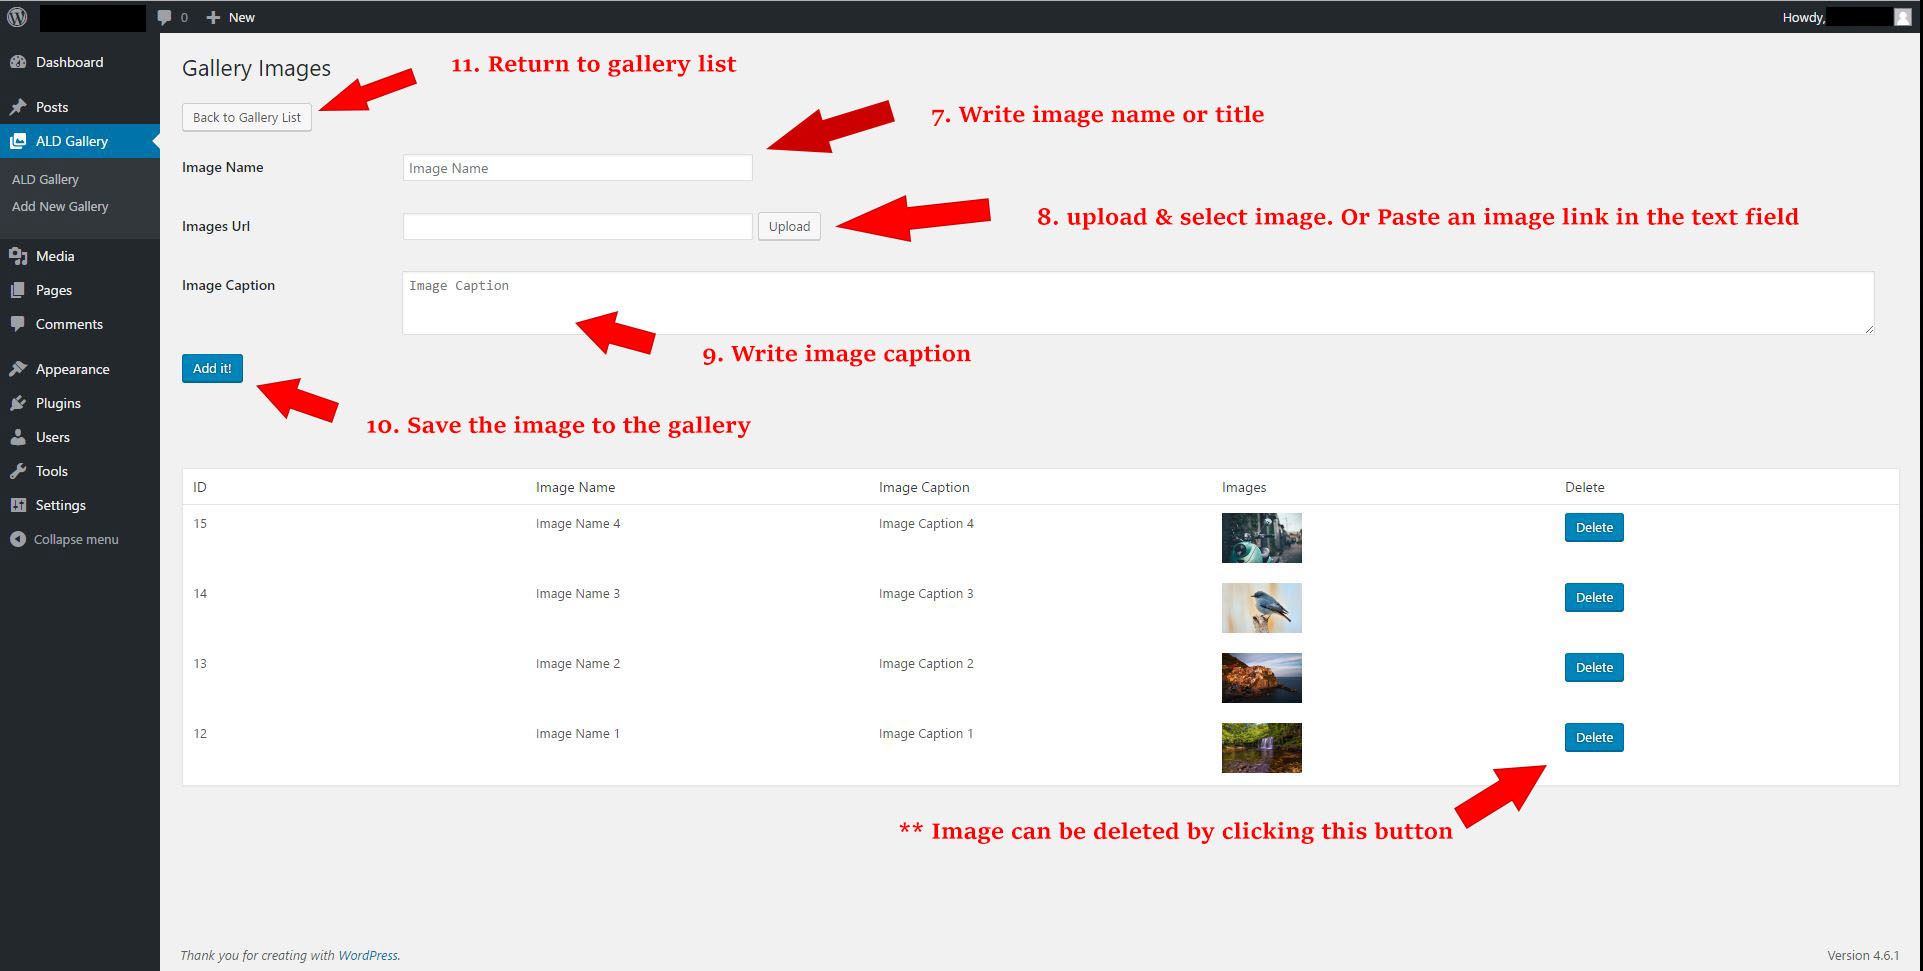 0 New Howdy,
Dashboard
Posts
ALD Gallery
ALD Gallery
Add New Gallery
Media
Pages
Comments
Appearance
Plugins
Users
Tools
Settings
Collapse menu
Gallery Images
11. Return to gallery list
Back to Gallery List
7. Write image name or title
Image Name Image Name
Images Url Upload
8. upload & select image. Or Paste an image link in the text field
Image Caption Image Caption
9. Write image caption
Add it!
10. Save the image to the gallery
ID Image Name Image Caption Images Delete
15 Image Name 4 Image Caption 4 Delete
14 Image Name 3 Image Caption 3 Delete
13 Image Name 2 Image Caption 2 Delete
12 Image Name 1 Image Caption 1 Delete
** Image can be deleted by clicking this button
Thank you for creating with WordPress. Version 4.6.1